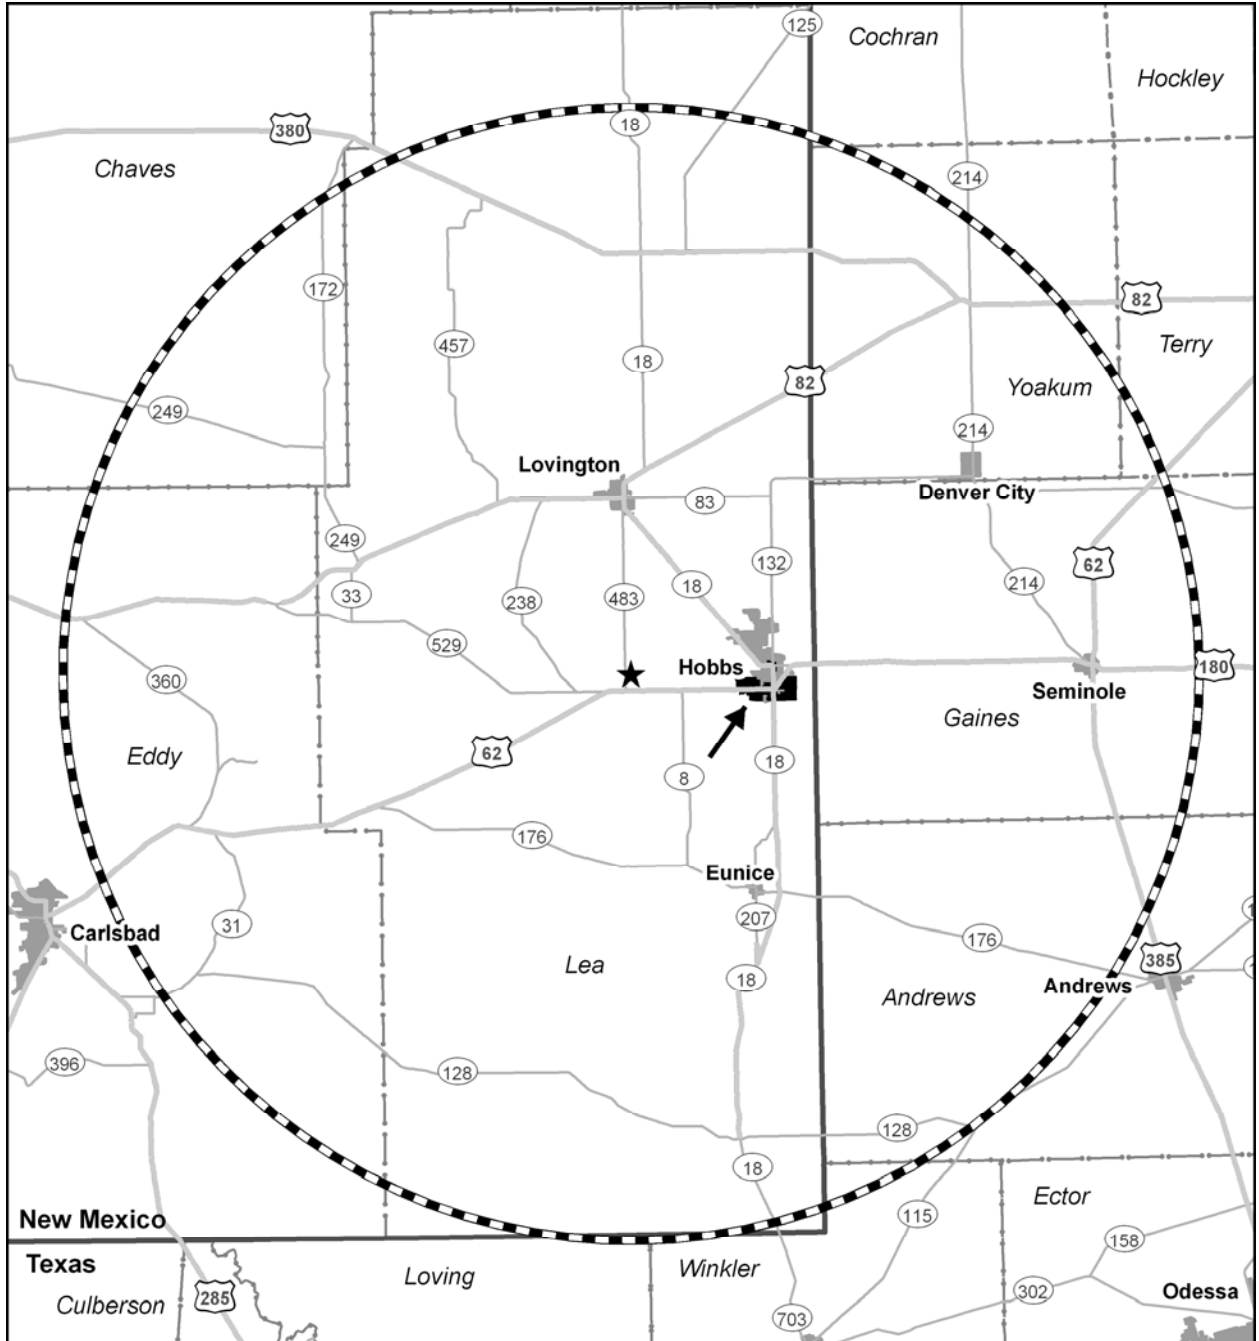 125
Cochran
Hockley
380
18
Chaves
214
172
82
457
18
Terry
82
Yoakum
249
214
Lovington
83
Denver City
249
132
62
33
238
483
18
214
529
Hobbs
180
360
Seminole
Gaines
Eddy
62
18
8
176
Eunice
31
207
Carlsbad
176
385
Lea
18
Andrews
Andrews
396
128
128
18
Ector
New Mexico
115
158
Texas
Loving
Winkler
Culberson
285
302
Odessa
703